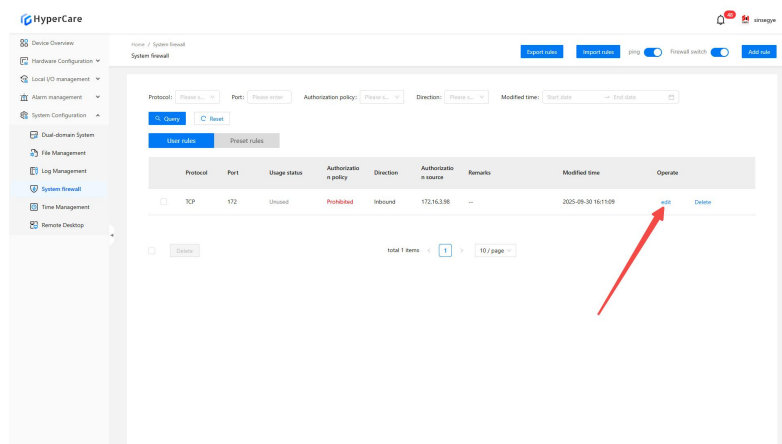 HyperCare
48
sinsegye
Device Overview
Hardware Configuration
Local I/O management
Alarm management
System Configuration
Dual-domain System
File Management
Log Management
System firewall
Time Management
Remote Desktop
Home / System firewall
System firewall
Export rules
Import rules
ping
Firewall switch
Add rule
Protocol: Please s...
Port: Please enter
Authorization policy: Please s...
Direction: Please s...
Modified time: Start date → End date
Query
Reset
User rules
Preset rules
Protocol Port Usage status Authorizatio Direction Authorizatio Remarks Modified time Operate
n policy n source
TCP 172 Unused Prohibited Inbound 172.16.3.98 -- 2025-09-30 16:11:09 edit Delete
Delete
total 1 items < 1 > 10 / page